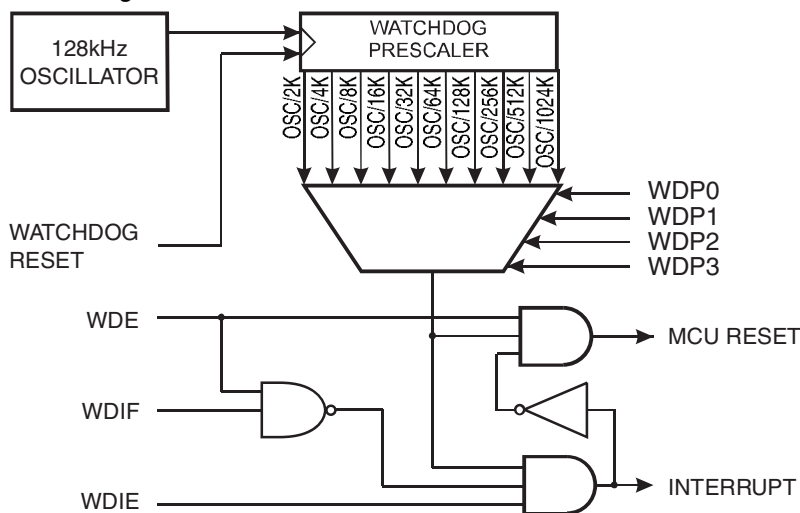 128kHz
OSCILLATOR
WATCHDOG
PRESCALER
OSC/2K
OSC/4K
OSC/8K
OSC/16K
OSC/32K
OSC/64K
OSC/128K
OSC/256K
OSC/512K
OSC/1024K
WDP0
WDP1
WDP2
WDP3
WATCHDOG
RESET
WDE
MCU RESET
WDIF
INTERRUPT
WDIE